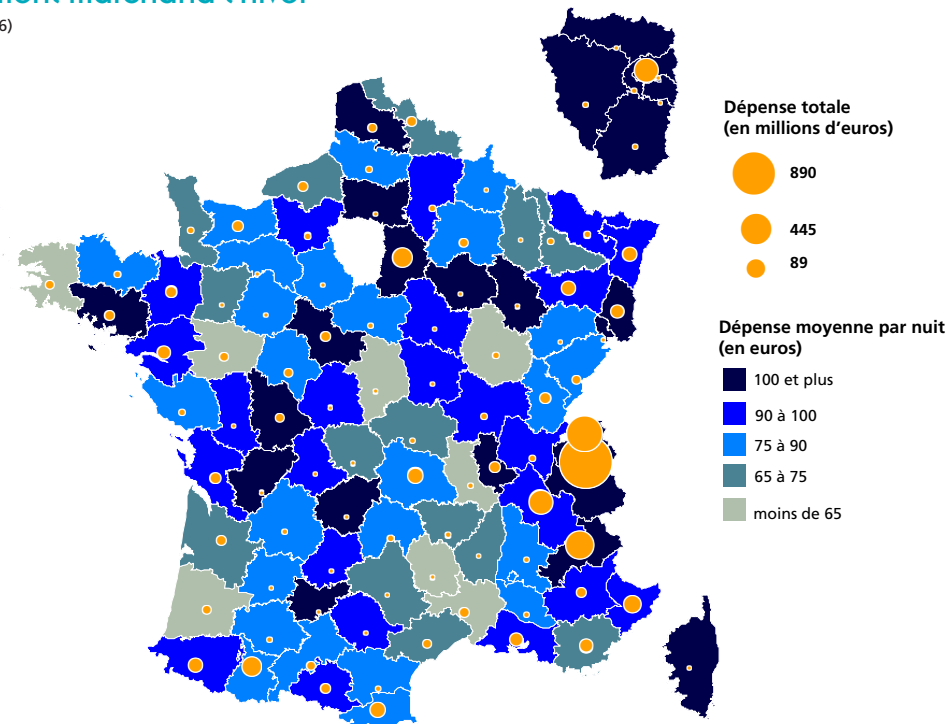 marchand
6)
Dépense totale
(en millions d’euros)
890
445
89
Dépense moyenne par nuit
(en euros)
100 et plus
90 à 100
75 à 90
65 à 75
moins de 65